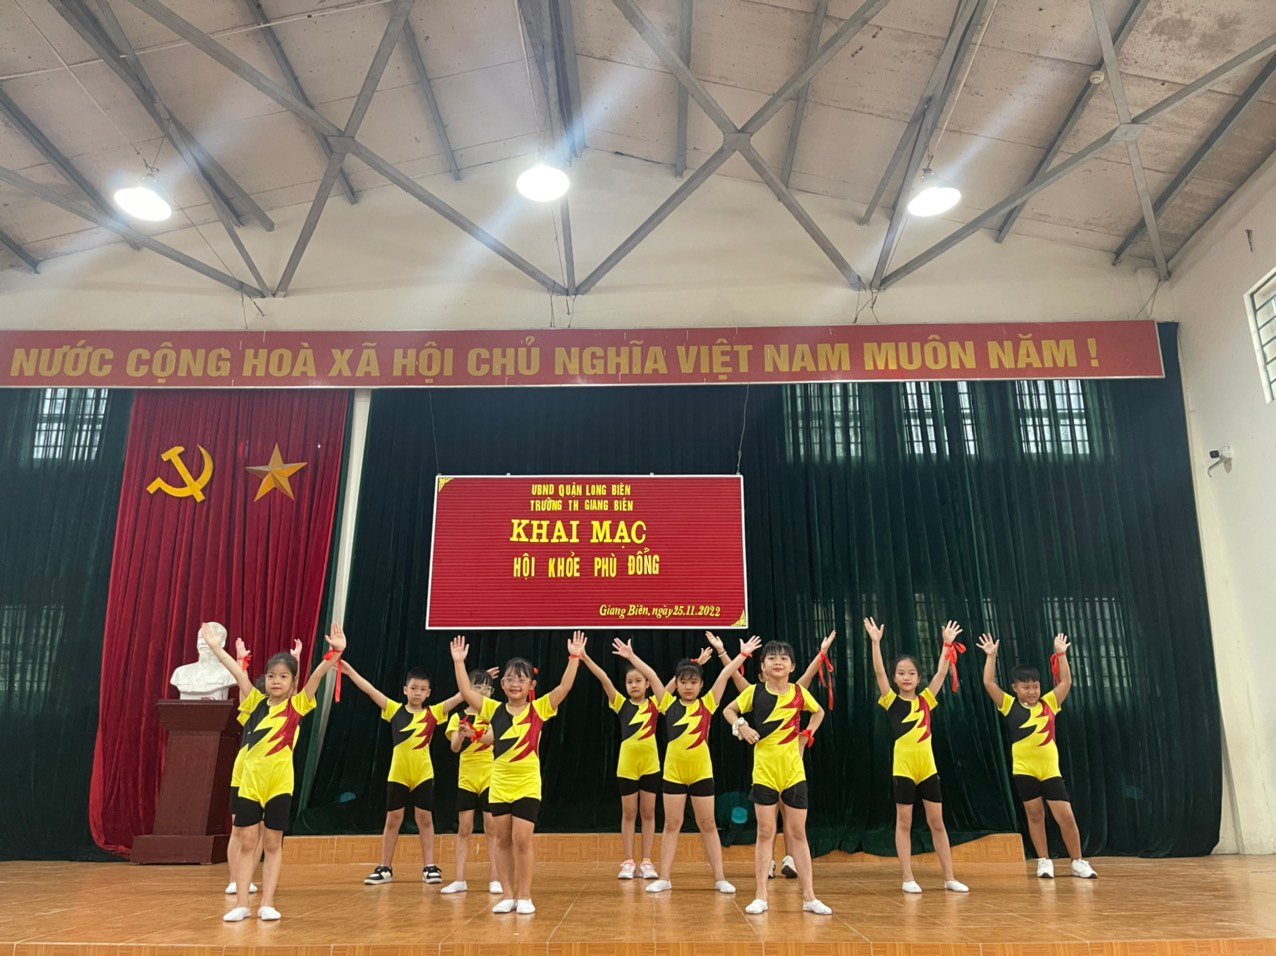 NƯỚC CỘNG HOÀ XÃ HỘI CHỦ NGHĨA VIỆT NAM MUÔN NĂM !
UBND QUẬN LONG BIÊN
TRƯỜNG TH GIANG BIÊN
KHAI MẠC
HỘI KHỎE PHÙ ĐỔNG
Giang Biên, ngày 25.11.2022